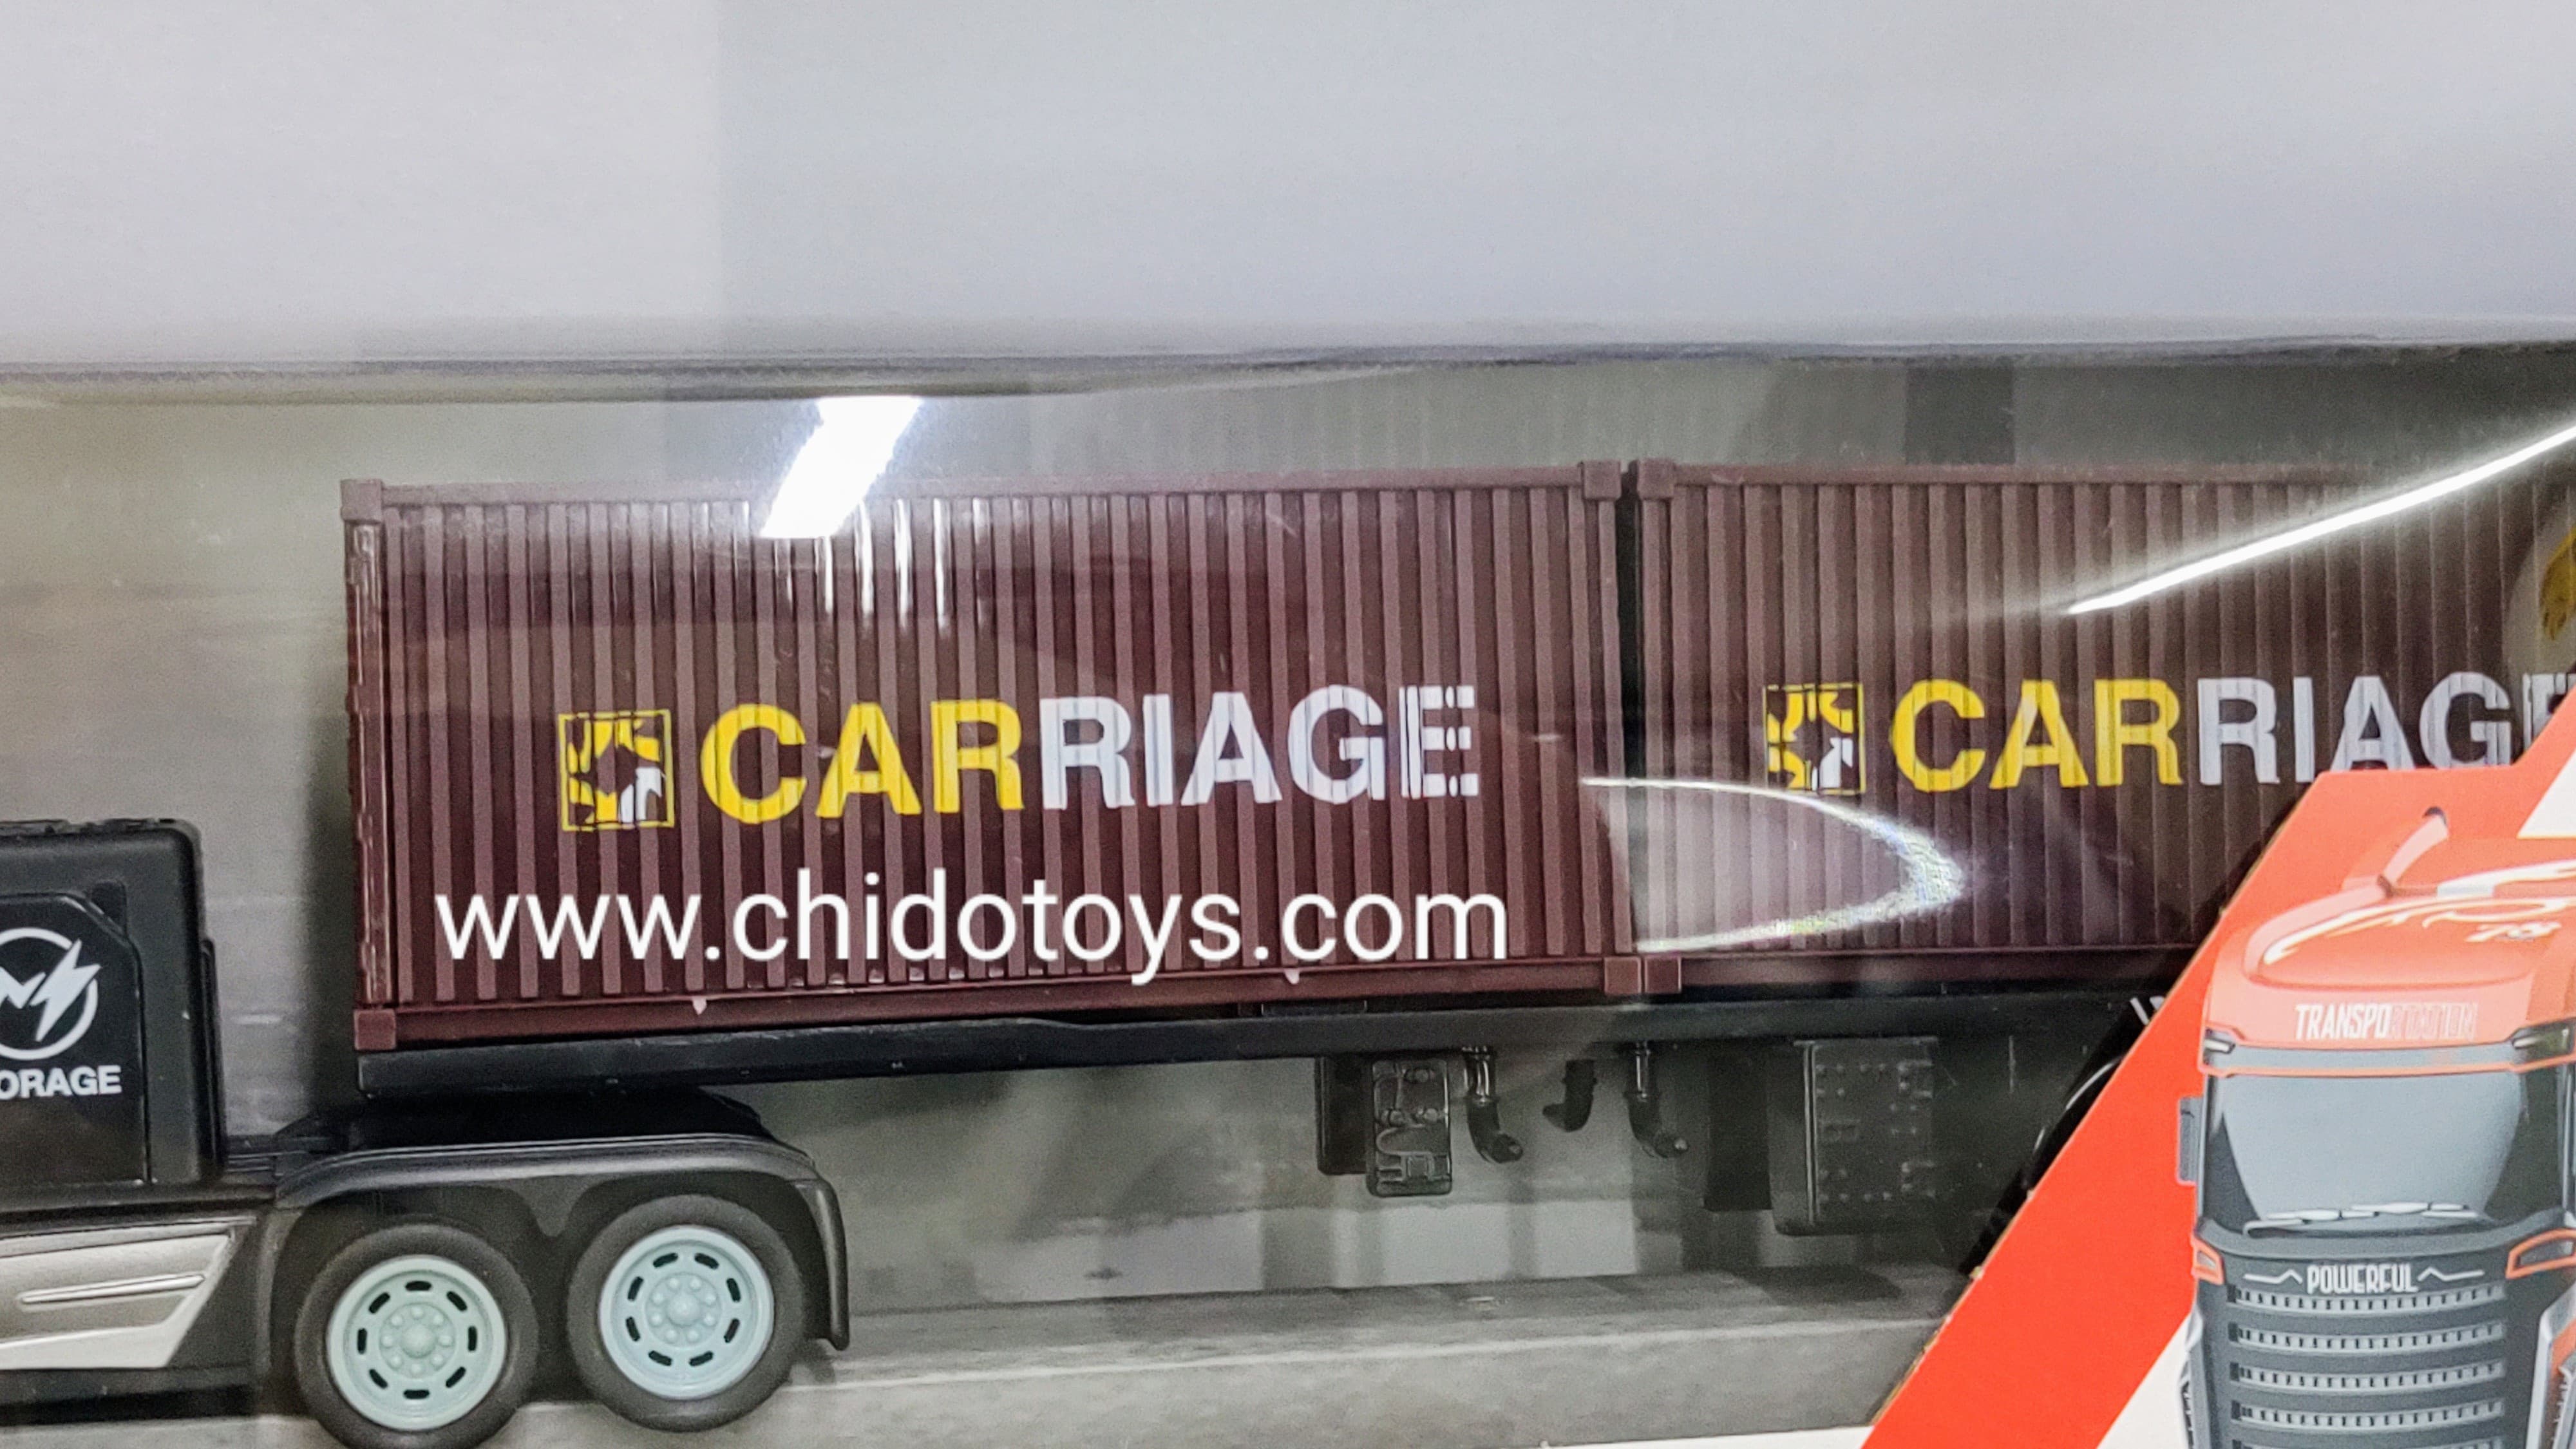 CARRIAGE
CARRIAGE
www.chidotoys.com
ORAGE
TRANSPORTATION
POWERFUL